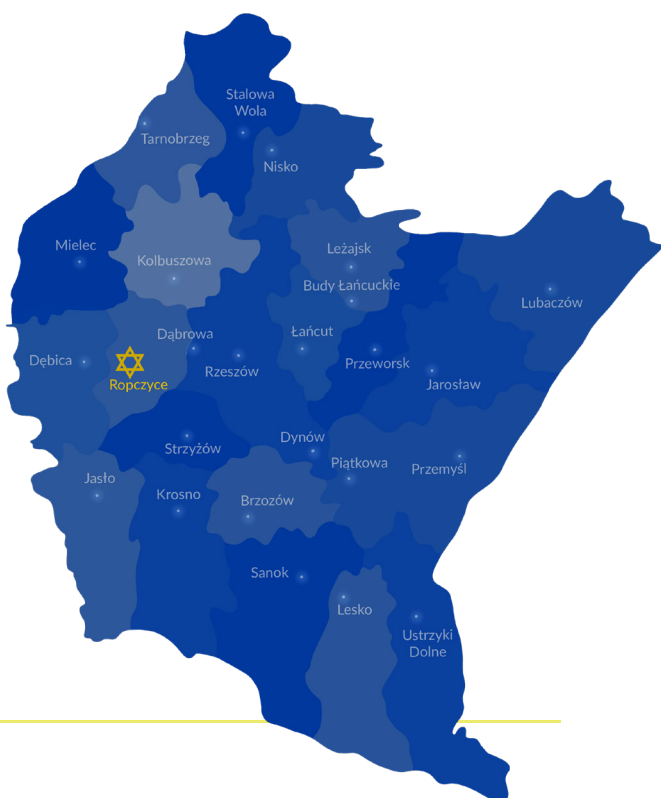 Stalowa
Wola
Tarnobrzeg
Nisko
Mielec
Kolbuszowa
Leżajsk
Budy Łańcuckie
Lubaczów
Dąbrowa
Łańcut
Dębica
Rzeszów
Przeworsk
Jarosław
Ropczyce
Strzyżów
Dynów
Piątkowa
Przemyśl
Jasło
Krosno
Brzozów
Sanok
Lesko
Ustrzyki
Dolne